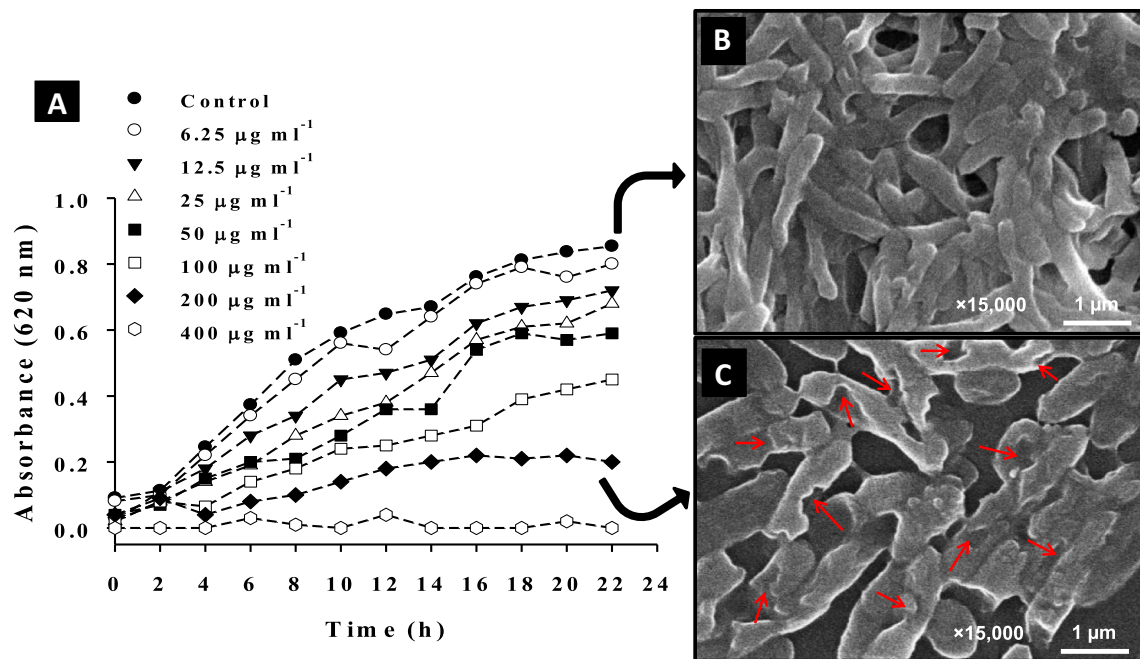 A
Control
6.25 µg ml⁻¹
12.5 µg ml⁻¹
25 µg ml⁻¹
50 µg ml⁻¹
100 µg ml⁻¹
200 µg ml⁻¹
400 µg ml⁻¹
Absorbance (620 nm)
1.0
0.8
0.6
0.4
0.2
0.0
0 2 4 6 8 10 12 14 16 18 20 22 24
Time (h)
B
×15,000 1 µm
C
×15,000 1 µm